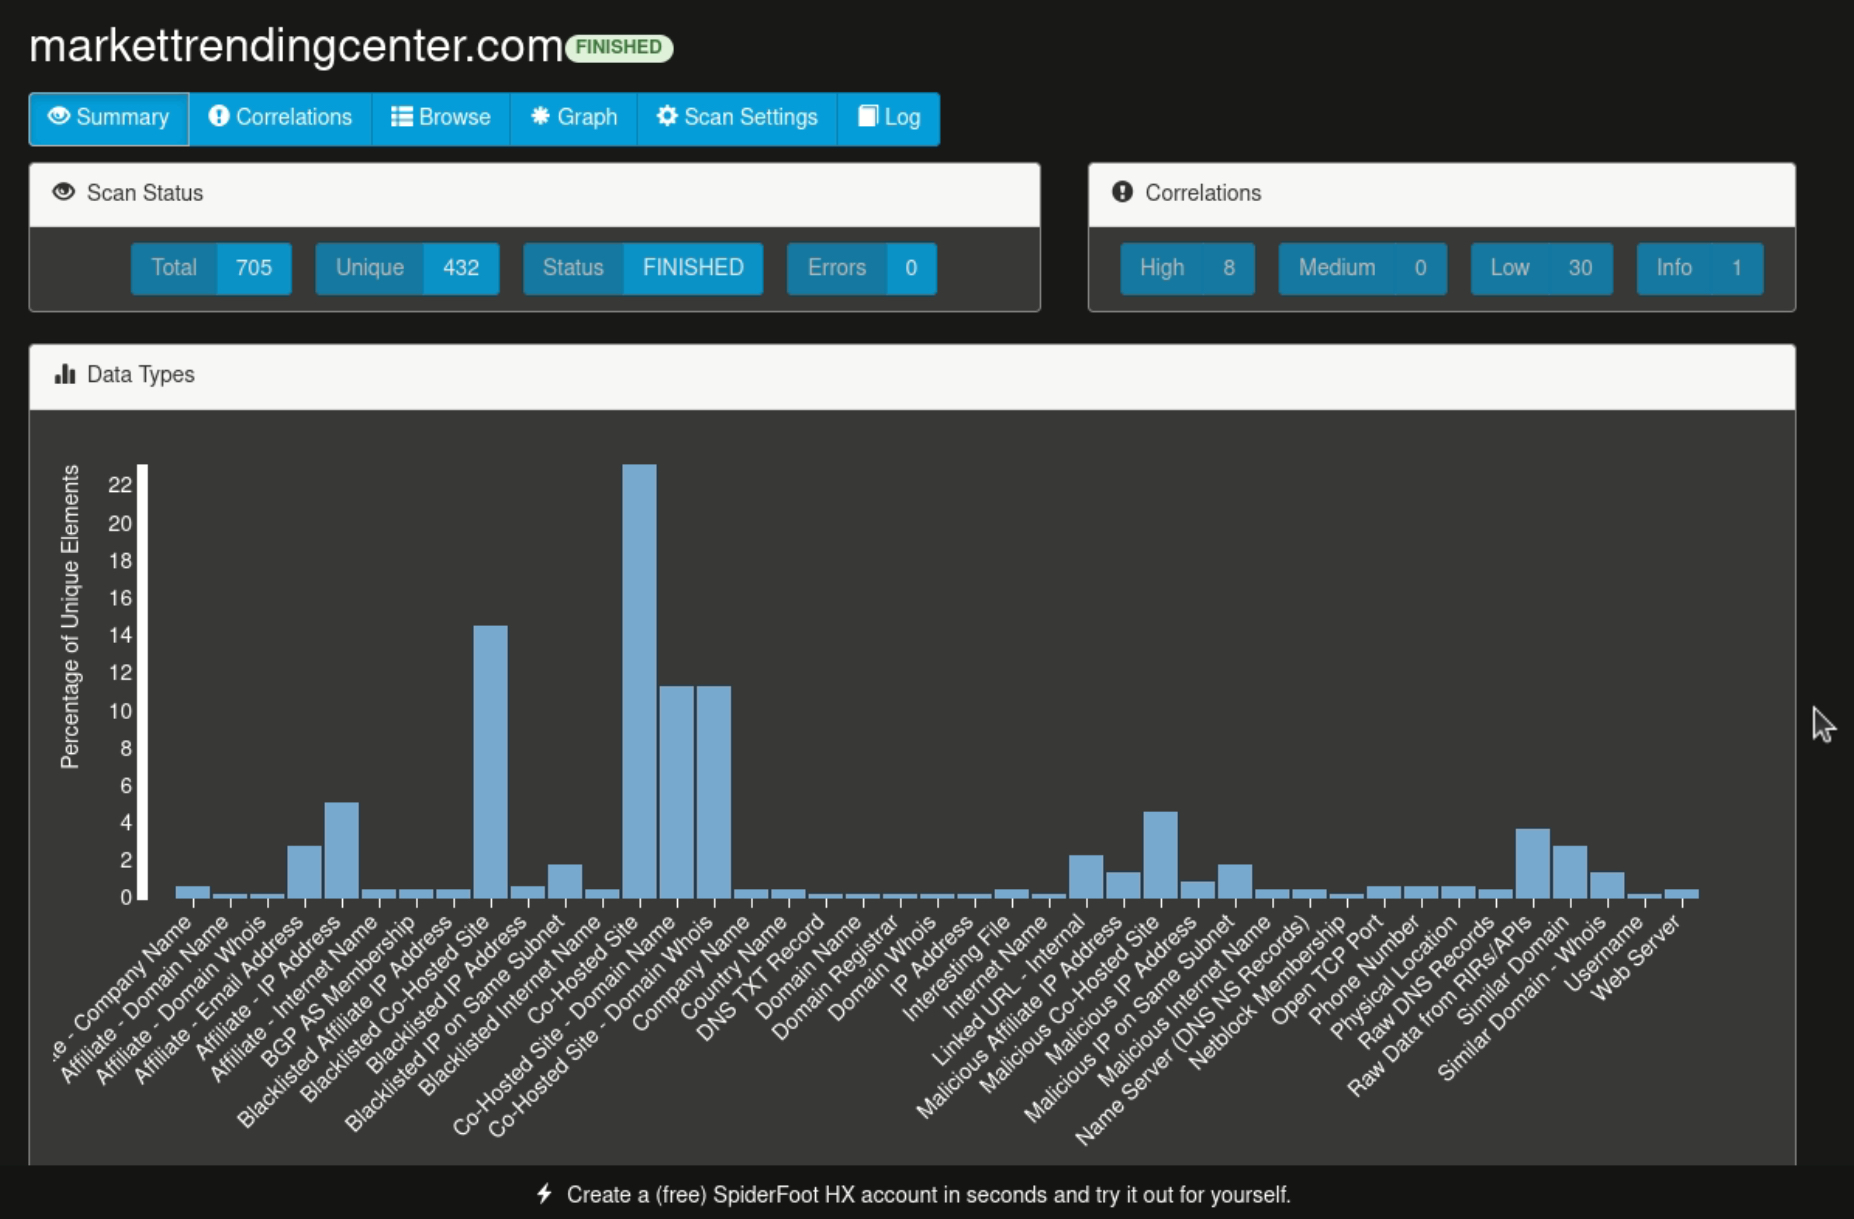 markettrendingcenter.com FINISHED
Summary Correlations Browse Graph Scan Settings Log
Scan Status
Total 705 Unique 432 Status FINISHED Errors 0
Correlations
High 8 Medium 0 Low 30 Info 1
Data Types
Percentage of Unique Elements
22
20
18
16
14
12
10
8
6
4
2
0
te - Company Name
Affiliate - Domain Name
Affiliate - Domain Whois
Affiliate - Email Address
Affiliate - IP Address
Affiliate - Internet Name
BGP AS Membership
Blacklisted Affiliate IP Address
Blacklisted Co-Hosted Site
Blacklisted IP Address
Blacklisted IP on Same Subnet
Blacklisted Internet Name
Co-Hosted Site
Co-Hosted Site - Domain Name
Co-Hosted Site - Domain Whois
Company Name
Country Name
DNS TXT Record
Domain Name
Domain Registrar
Domain Whois
IP Address
Interesting File
Internet Name
Linked URL - Internal
Malicious Affiliate IP Address
Malicious Co-Hosted Site
Malicious IP Address
Malicious IP on Same Subnet
Malicious Internet Name
Name Server (DNS NS Records)
Netblock Membership
Open TCP Port
Phone Number
Physical Location
Raw DNS Records
Raw Data from RIRs/APIs
Similar Domain
Similar Domain - Whois
Username
Web Server
Create a (free) SpiderFoot HX account in seconds and try it out for yourself.